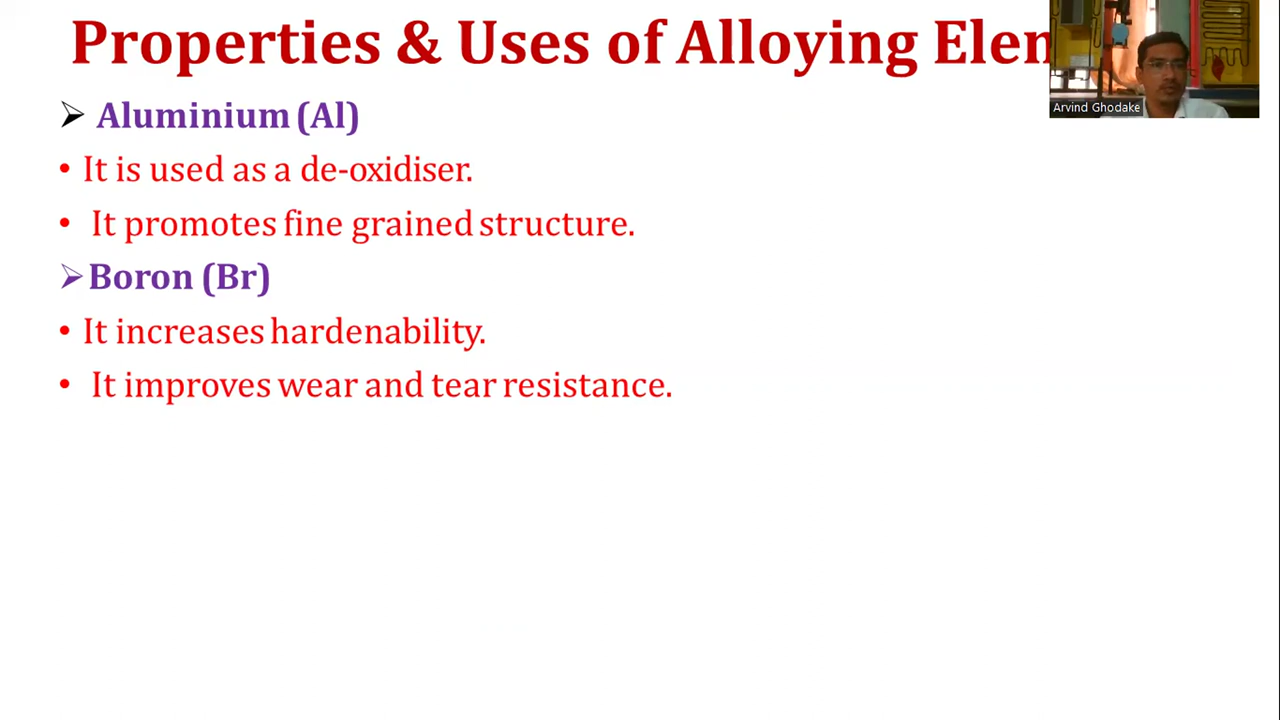 Properties & Uses of Alloying Elem
Arvind Ghodake
Aluminium (Al)
It is used as a de-oxidiser.
It promotes fine grained structure.
Boron (Br)
It increases hardenability.
It improves wear and tear resistance.